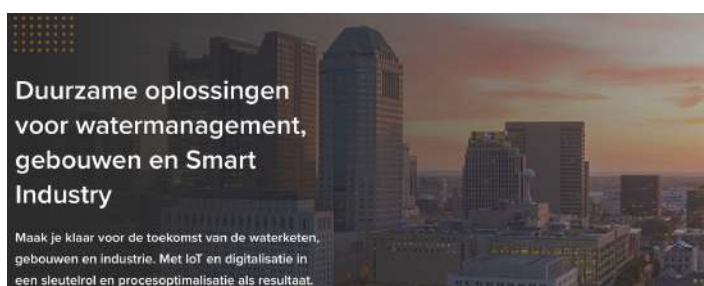 Duurzame oplossingen
voor watermanagement,
gebouwen en Smart
Industry
Maak je klaar voor de toekomst van de waterketen,
gebouwen en industrie. Met IoT en digitalisatie in
een sleutelrol en procesoptimalisatie als resultaat.